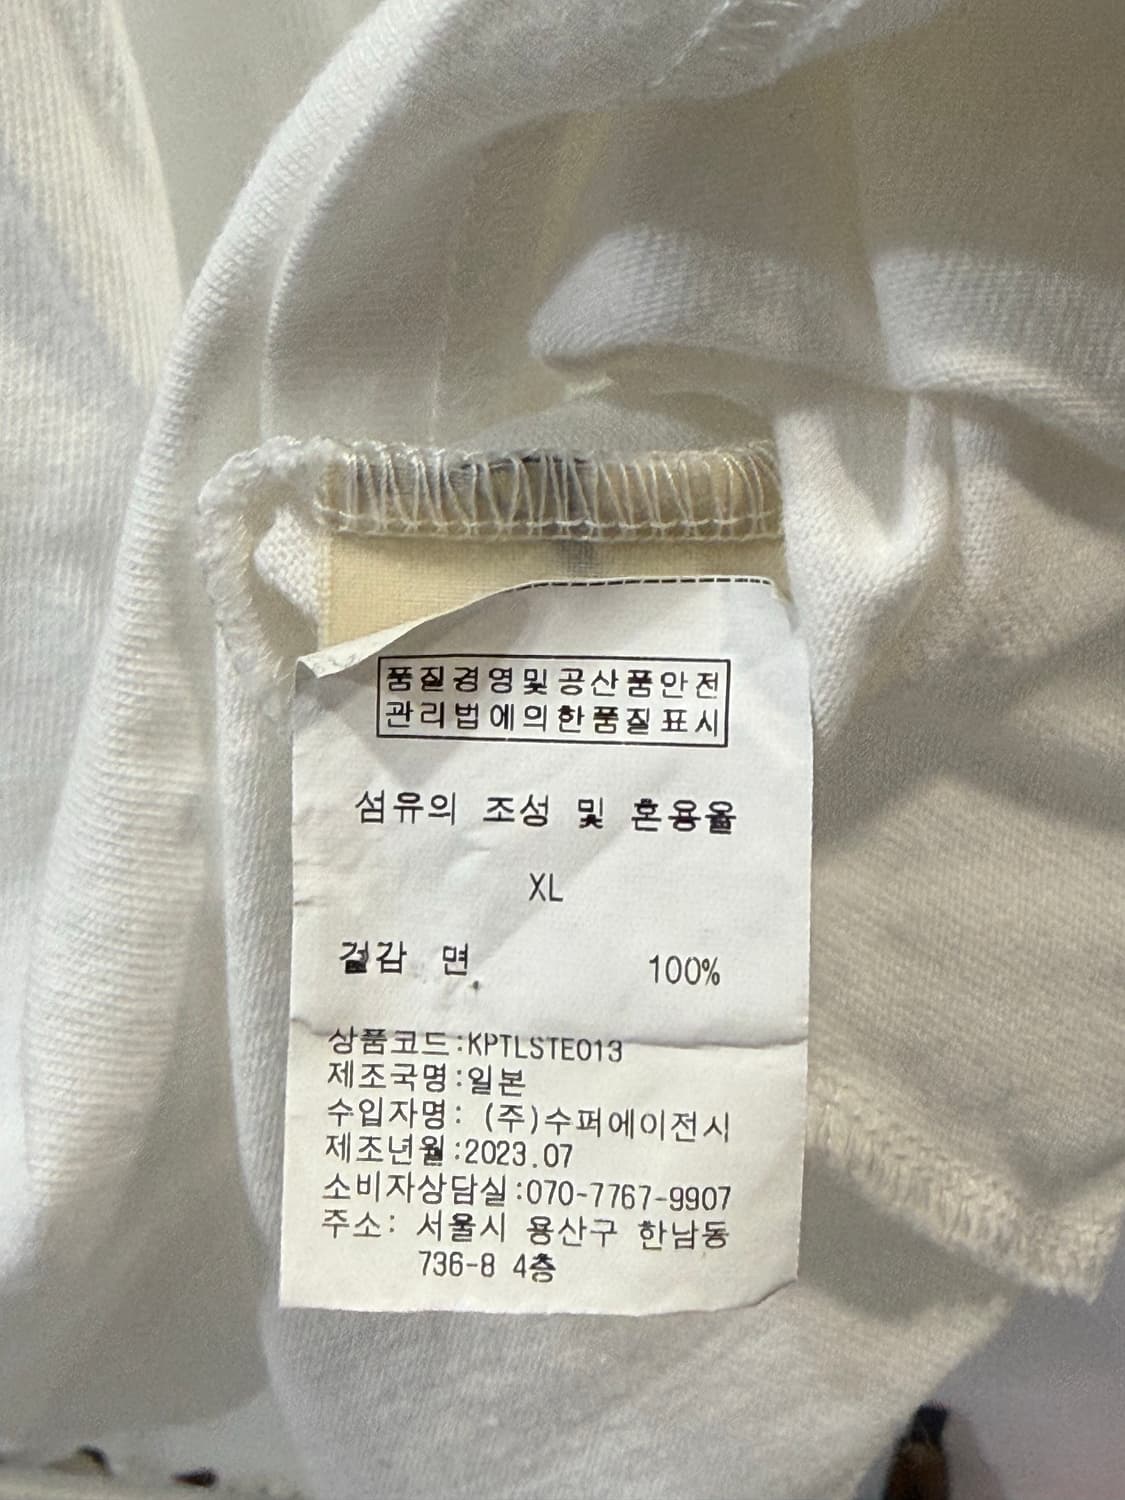 품질경영및공산품안전
관리법에의한품질표시
섬유의 조성 및 혼용율
XL
겉감 면 100%
상품코드:KPTLSTE013
제조국명:일본
수입자명: (주)수퍼에이전시
제조년월:2023.07
소비자상담실:070-7767-9907
주소: 서울시 용산구 한남동
736-8 4층